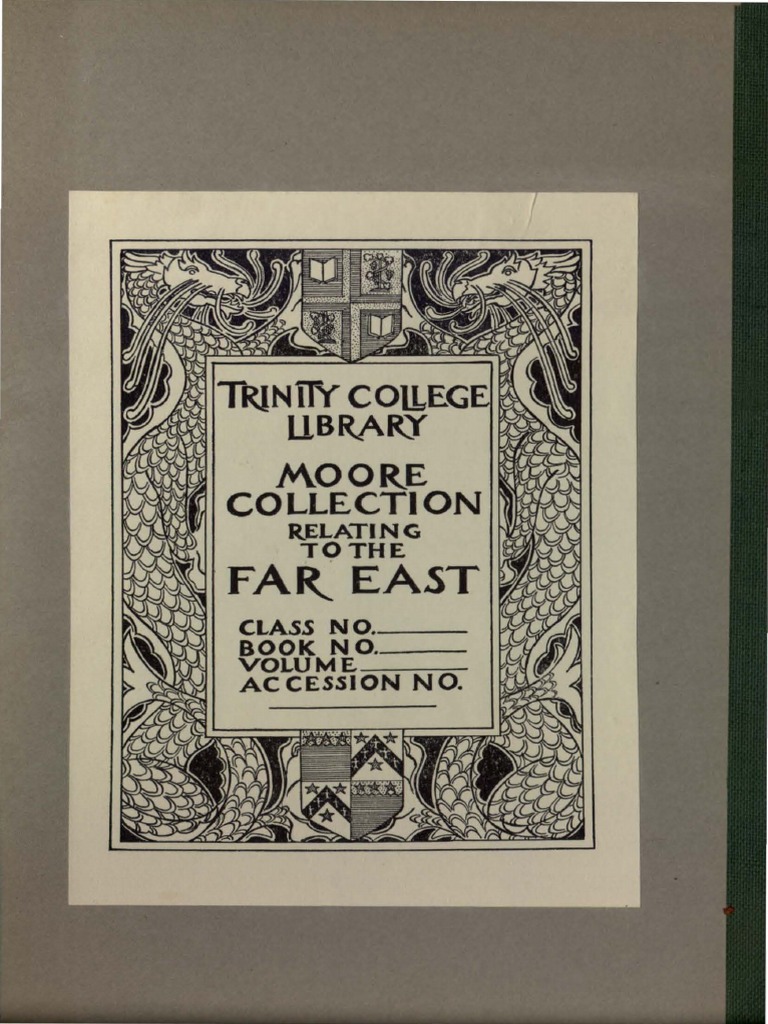 TRINITY COLLEGE
LIBRARY
MOORE
COLLECTION
RELATING
TO THE
FAR EAST
CLASS NO.
BOOK NO.
VOLUME
ACCESSION NO.